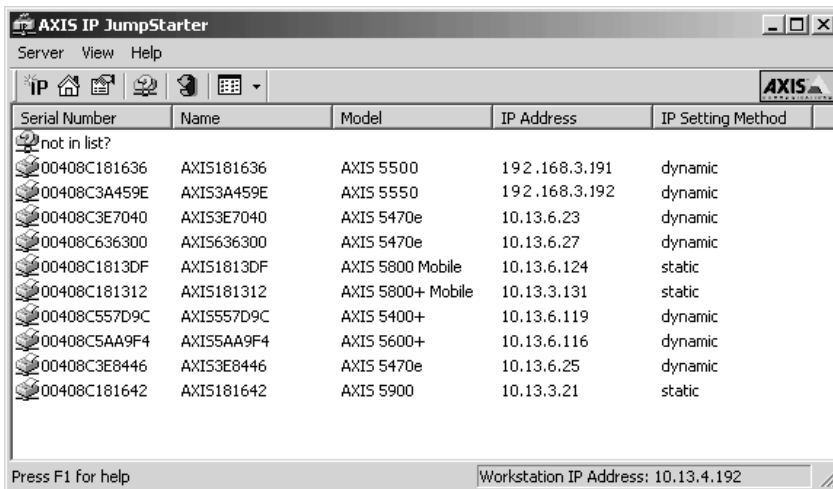 AXIS IP JumpStarter
Server View Help
IP AXIS COMMUNICATIONS
Serial Number Name Model IP Address IP Setting Method
not in list?
00408C181636 AXIS181636 AXIS 5500 192.168.3.191 dynamic
00408C3A459E AXIS3A459E AXIS 5550 192.168.3.192 dynamic
00408C3E7040 AXIS3E7040 AXIS 5470e 10.13.6.23 dynamic
00408C636300 AXIS636300 AXIS 5470e 10.13.6.27 dynamic
00408C1813DF AXIS1813DF AXIS 5800 Mobile 10.13.6.124 static
00408C181312 AXIS181312 AXIS 5800+ Mobile 10.13.3.131 static
00408C557D9C AXIS557D9C AXIS 5400+ 10.13.6.119 dynamic
00408C5AA9F4 AXIS5AA9F4 AXIS 5600+ 10.13.6.116 dynamic
00408C3E8446 AXIS3E8446 AXIS 5470e 10.13.6.25 dynamic
00408C181642 AXIS181642 AXIS 5900 10.13.3.21 static
Press F1 for help Workstation IP Address: 10.13.4.192